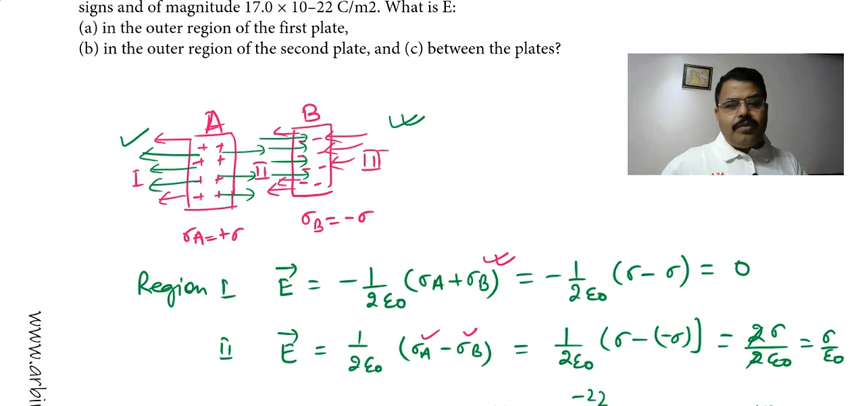 signs and of magnitude 17.0 × 10–22 C/m2. What is E:
(a) in the outer region of the first plate,
(b) in the outer region of the second plate, and (c) between the plates?
A B
I + + + + + + + + II - - - - - III
σA=+σ σB=-σ
Region I E⃗ = -1/2ε0 (σA+σB) = -1/2ε0 (σ-σ) = 0
II E⃗ = 1/2ε0 (σA-σB) = 1/2ε0 (σ-(-σ)] = 2σ/2ε0 = σ/ε0
-22
www.arbin